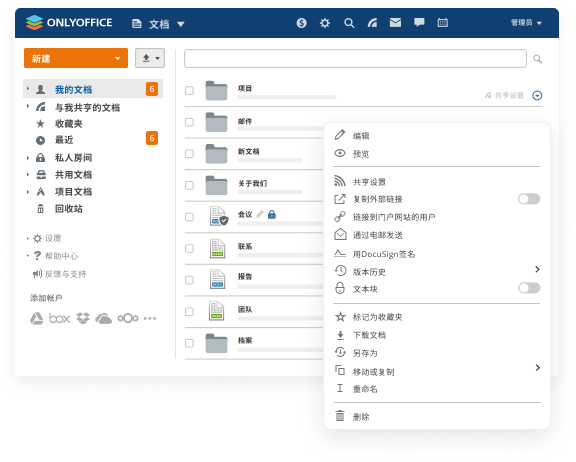 ONLYOFFICE 文档 管理员
新建
我的文档 6
与我共享的文档
收藏夹
最近 6
私人房间
共用文档
项目文档
回收站
设置
帮助中心
反馈与支持
添加帐户
box
项目
共享设置
邮件
新文档
关于我们
会议
联系
报告
团队
档案
编辑
预览
共享设置
复制外部链接
链接到门户网站的用户
通过电邮发送
用DocuSign签名
版本历史
文本块
标记为收藏夹
下载文档
另存为
移动或复制
重命名
删除